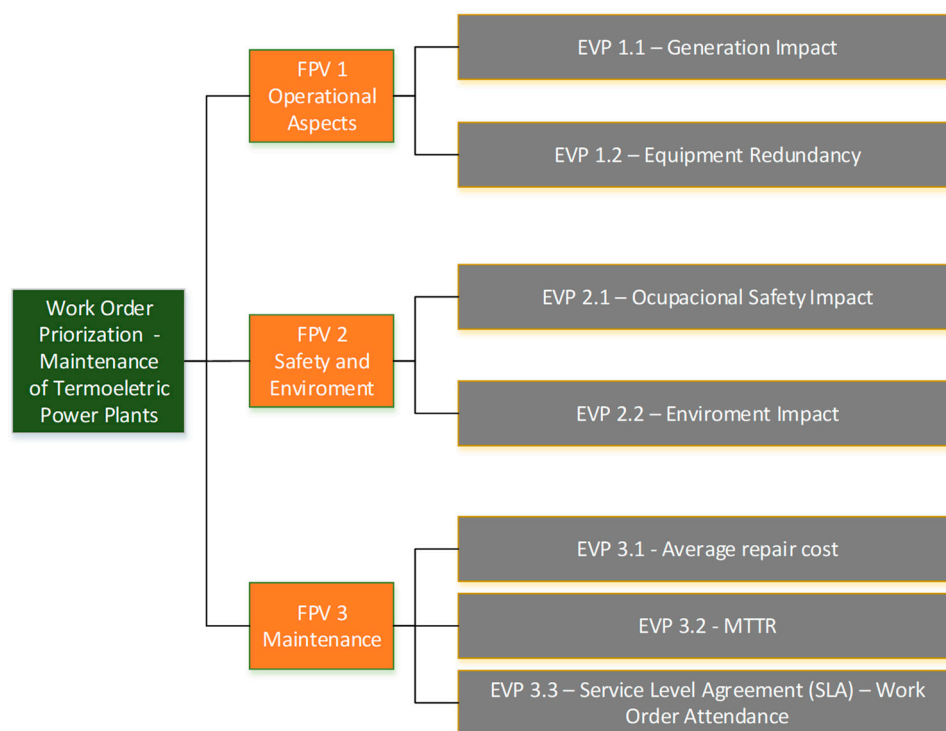 EVP 1.1 – Generation Impact
FPV 1
Operational
Aspects
EVP 1.2 – Equipment Redundancy
Work Order
Priorization -
Maintenance
of Termoeletric
Power Plants
EVP 2.1 – Ocupacional Safety Impact
FPV 2
Safety and
Enviroment
EVP 2.2 – Enviroment Impact
EVP 3.1 - Average repair cost
FPV 3
Maintenance
EVP 3.2 - MTTR
EVP 3.3 – Service Level Agreement (SLA) – Work
Order Attendance